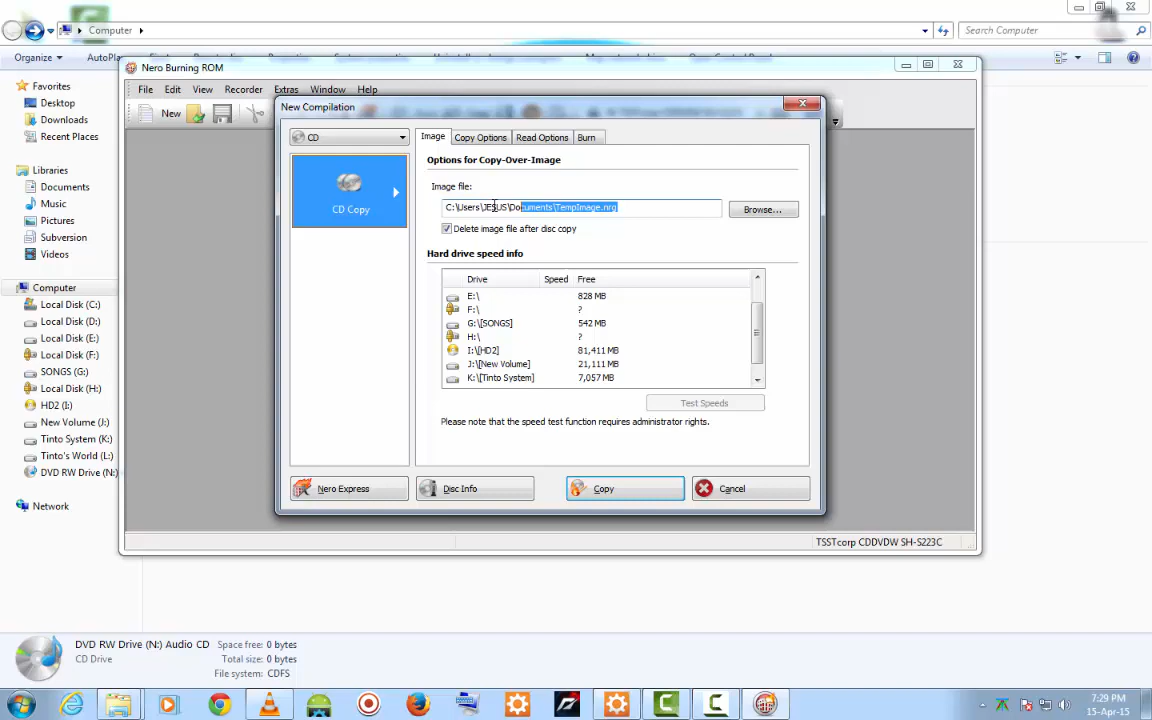 Computer
Search Computer
Organize
AutoPla
Nero Burning ROM
File Edit View Recorder Extras Window Help
New
New Compilation
CD
CD Copy
Image Copy Options Read Options Burn
Options for Copy-Over-Image
Image file:
C:\Users\JESUS\Documents\TempImage.nrg
Browse...
Delete image file after disc copy
Hard drive speed info
Drive Speed Free
E:\ 828 MB
F:\ ?
G:\[SONGS] 542 MB
H:\ ?
I:\[HD2] 81,411 MB
J:\[New Volume] 21,111 MB
K:\[Tinto System] 7,057 MB
Test Speeds
Please note that the speed test function requires administrator rights.
Nero Express Disc Info Copy Cancel
TSSTcorp CDDVDW SH-S223C
Favorites
Desktop
Downloads
Recent Places
Libraries
Documents
Music
Pictures
Subversion
Videos
Computer
Local Disk (C:)
Local Disk (D:)
Local Disk (E:)
Local Disk (F:)
SONGS (G:)
Local Disk (H:)
HD2 (I:)
New Volume (J:)
Tinto System (K:)
Tinto's World (L:)
DVD RW Drive (N:)
Network
DVD RW Drive (N:) Audio CD
CD Drive
Space free: 0 bytes
Total size: 0 bytes
File system: CDFS
7:29 PM
15-Apr-15